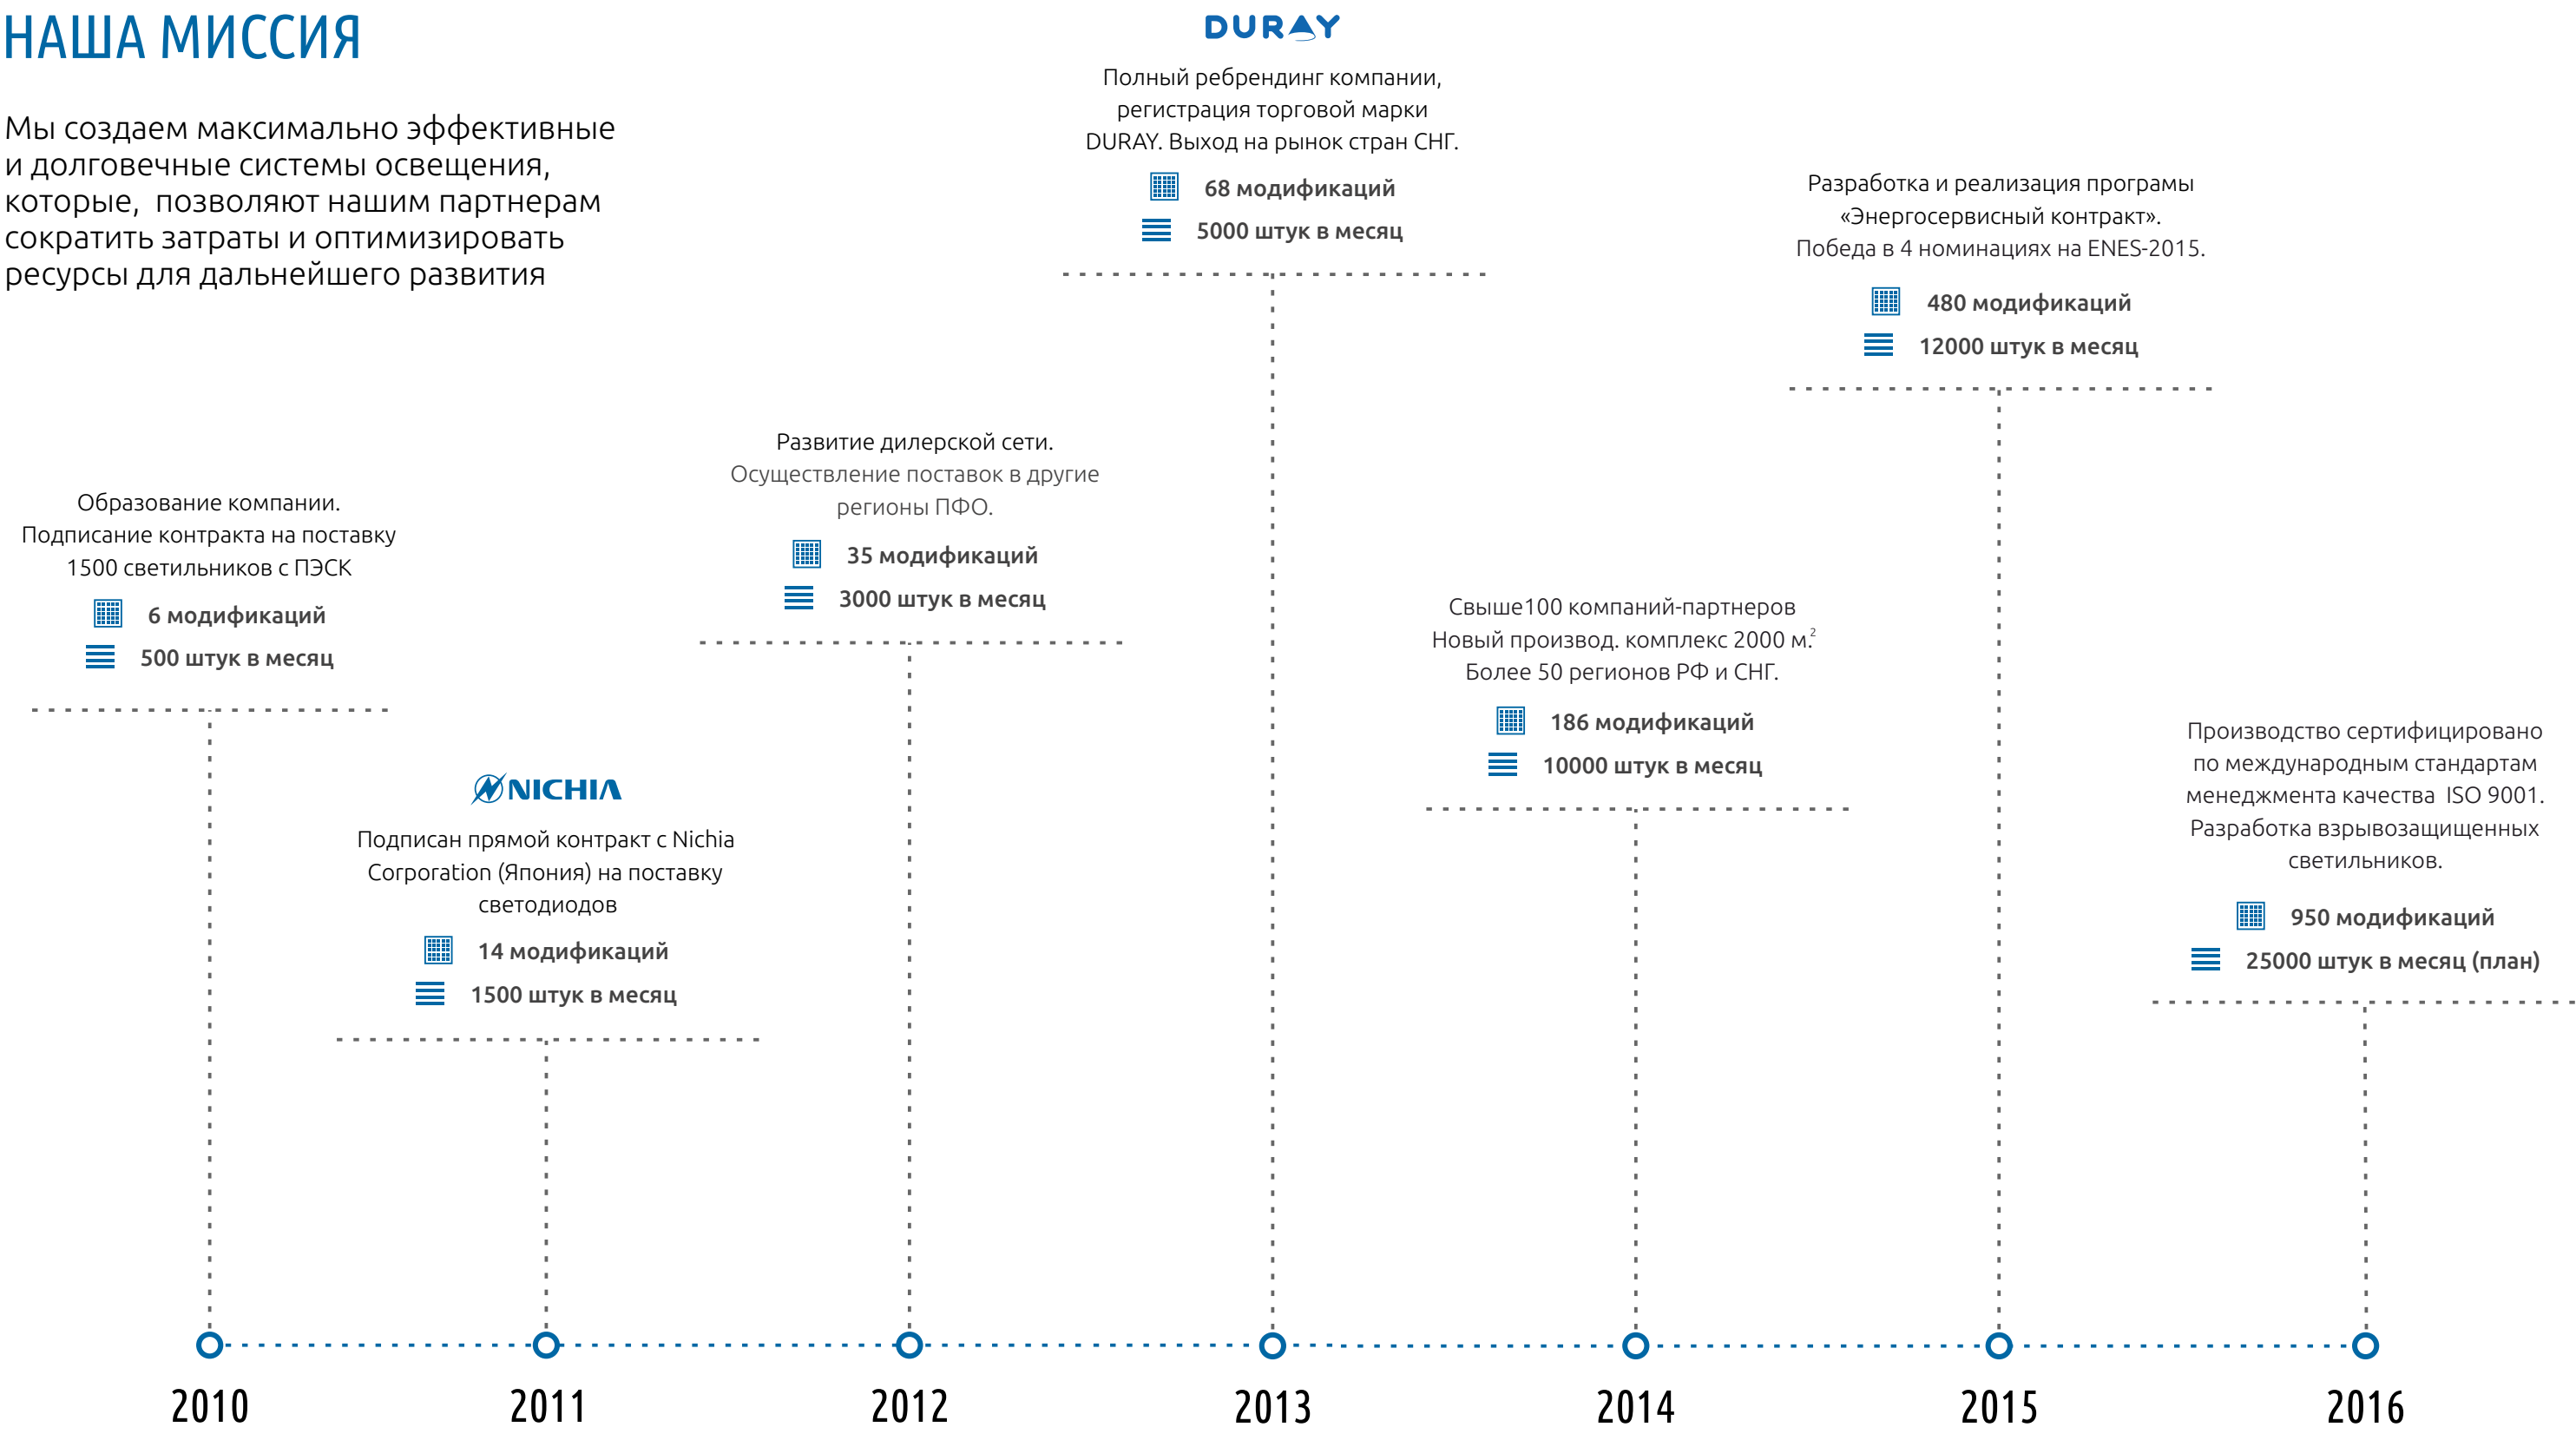 НАША МИССИЯ
Мы создаем максимально эффективные
и долговечные системы освещения,
которые,  позволяют нашим партнерам
сократить затраты и оптимизировать
ресурсы для дальнейшего развития
Образование компании.
Подписание контракта на поставку
1500 светильников с ПЭСК
6 модификаций
500 штук в месяц
NICHIA
Подписан прямой контракт с Nichia
Corporation (Япония) на поставку
светодиодов
14 модификаций
1500 штук в месяц
Развитие дилерской сети.
Осуществление поставок в другие
регионы ПФО.
35 модификаций
3000 штук в месяц
DURAY
Полный ребрендинг компании,
регистрация торговой марки
DURAY. Выход на рынок стран СНГ.
68 модификаций
5000 штук в месяц
Свыше100 компаний-партнеров
Новый производ. комплекс 2000 м.²
Более 50 регионов РФ и СНГ.
186 модификаций
10000 штук в месяц
Разработка и реализация програмы
«Энергосервисный контракт».
Победа в 4 номинациях на ENES-2015.
480 модификаций
12000 штук в месяц
Производство сертифицировано
по международным стандартам
менеджмента качества  ISO 9001.
Разработка взрывозащищенных
светильников.
950 модификаций
25000 штук в месяц (план)
2010
2011
2012
2013
2014
2015
2016